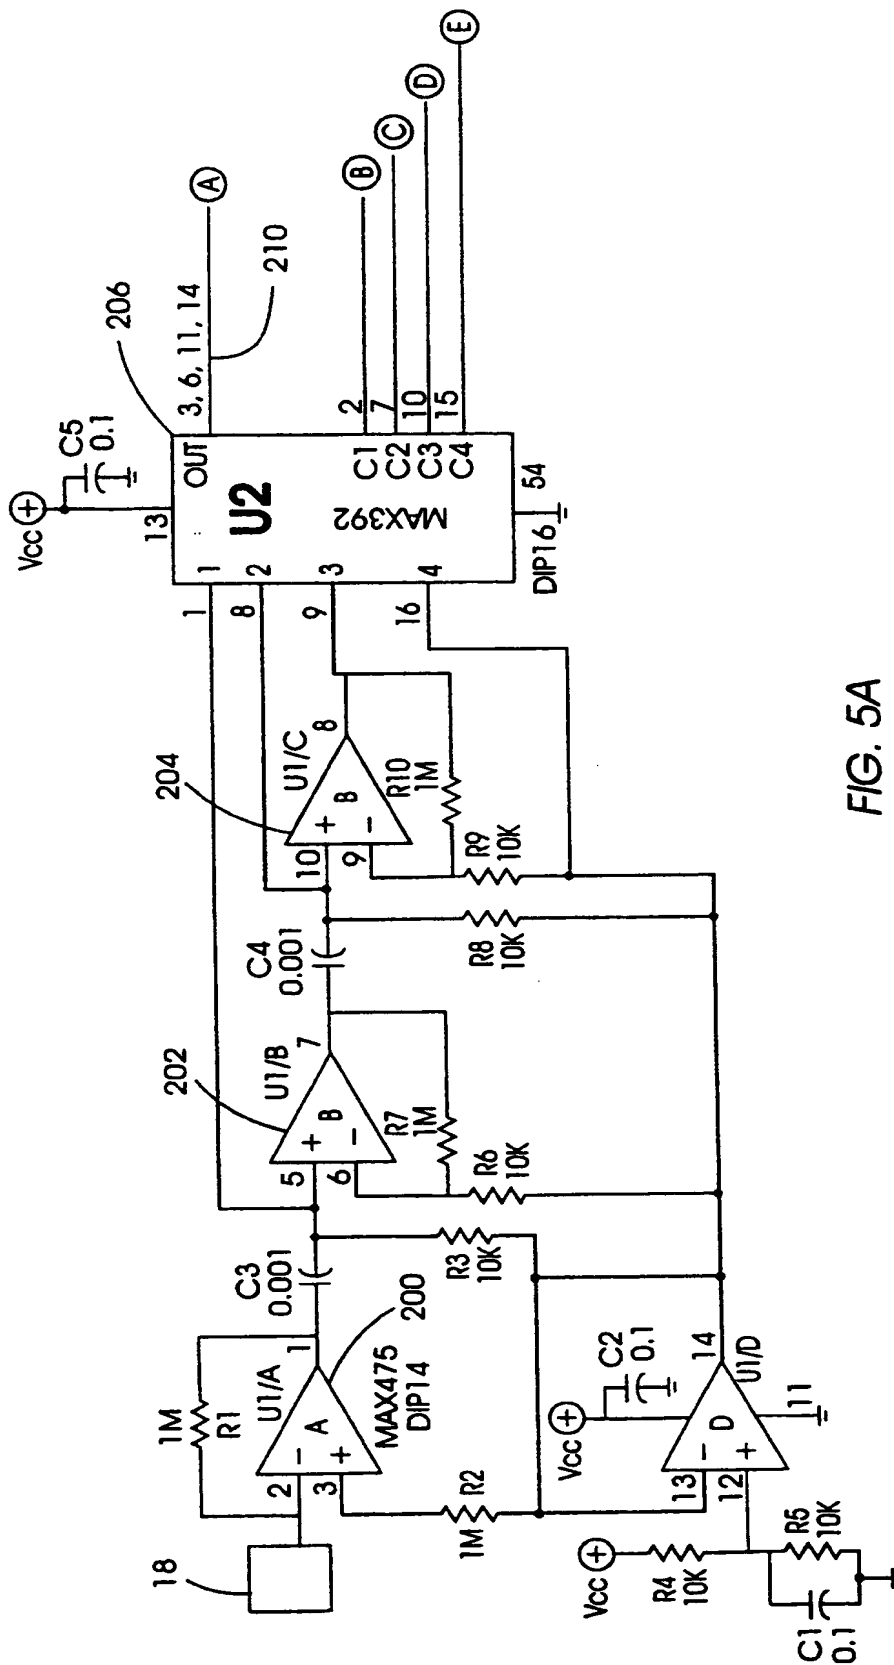 Vcc
C5
0.1
206
13
OUT
3, 6, 11, 14
A
210
1
1
8
2
U2
MAX392
9
3
16
4
C1
2
B
C2
7
C
C3
10
D
C4
15
E
DIP16
54
204
U1/C
10
+
B
8
9
−
R10
1M
R9
10K
R8
10K
C4
0.001
202
U1/B
5
+
B
7
6
−
R7
1M
R6
10K
C3
0.001
R3
10K
1M
R1
U1/A
2
−
A
1
3
+
200
MAX475
DIP14
18
R2
1M
Vcc
C2
0.1
13
−
D
14
12
+
U1/D
11
Vcc
R4
10K
R5
10K
C1
0.1
FIG. 5A